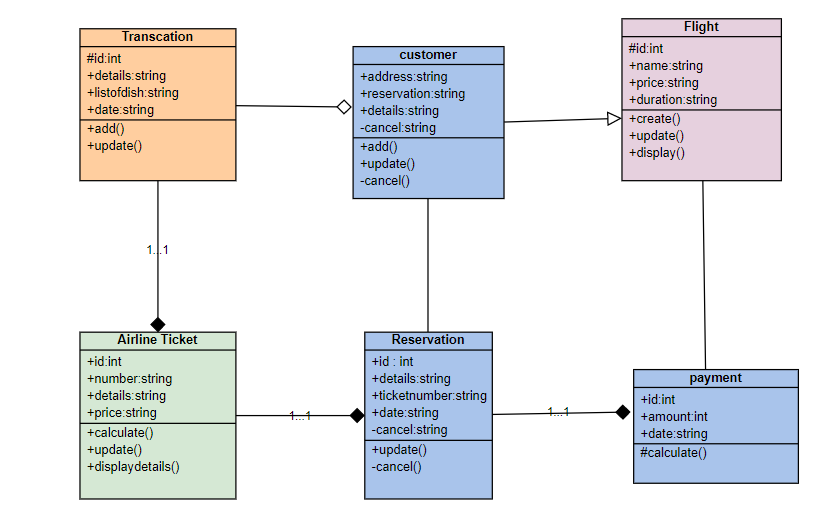 Transcation
#id:int
+details:string
+listofdish:string
+date:string
+add()
+update()
customer
+address:string
+reservation:string
+details:string
-cancel:string
+add()
+update()
-cancel()
Flight
#id:int
+name:string
+price:string
+duration:string
+create()
+update()
+display()
1...1
Airline Ticket
+id:int
+number:string
+details:string
+price:string
+calculate()
+update()
+displaydetails()
1...1
Reservation
+id : int
+details:string
+ticketnumber:string
+date:string
-cancel:string
+update()
-cancel()
1...1
payment
+id:int
+amount:int
+date:string
#calculate()